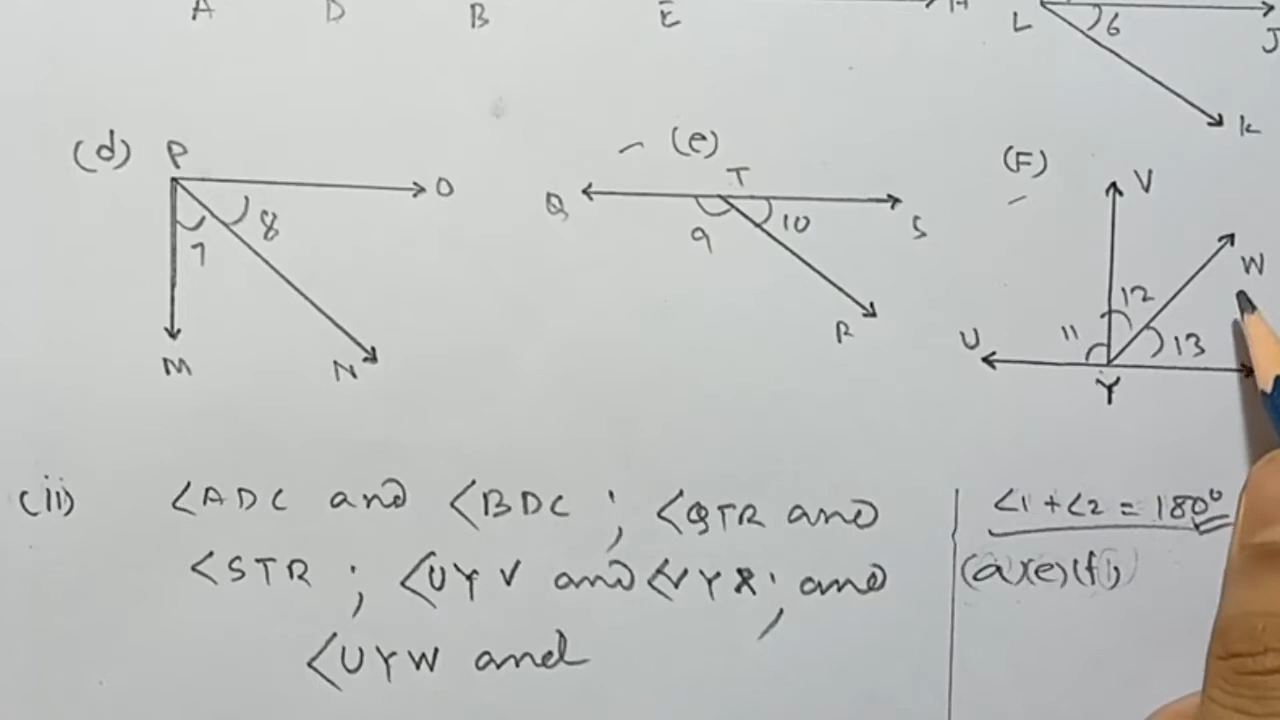 A D B E H L 6 J
K
(d) P O 8 7 M N
(e) T Q S 9 10 R
(F) V W 12 11 13 U Y
(ii) <ADC and <BDC ; <QTR and
<STR ; <UYV and <VYX ; and
<UYW and
<1 + <2 = 180°
(a)(e)(f)